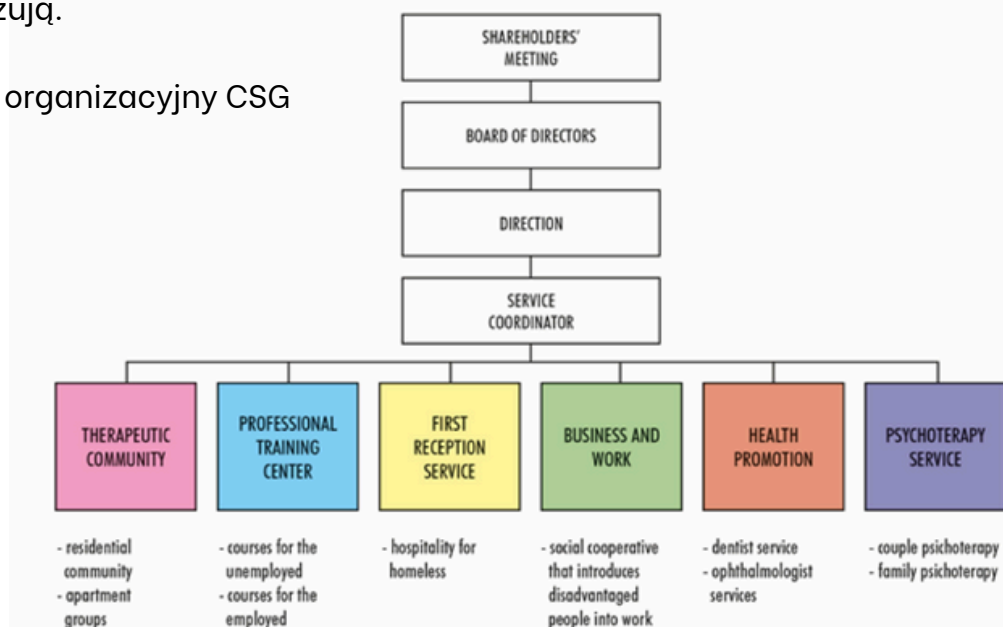 zują.
organizacyjny CSG
SHAREHOLDERS'
MEETING
BOARD OF DIRECTORS
DIRECTION
SERVICE
COORDINATOR
THERAPEUTIC
COMMUNITY
PROFESSIONAL
TRAINING
CENTER
FIRST
RECEPTION
SERVICE
BUSINESS AND
WORK
HEALTH
PROMOTION
PSYCHOTERAPY
SERVICE
- residential
community
- apartment
groups
- courses for the
unemployed
- courses for the
employed
- hospitality for
homeless
- social cooperative
that introduces
disadvantaged
people into work
- dentist service
- ophthalmologist
services
- couple psichoterapy
- family psichoterapy